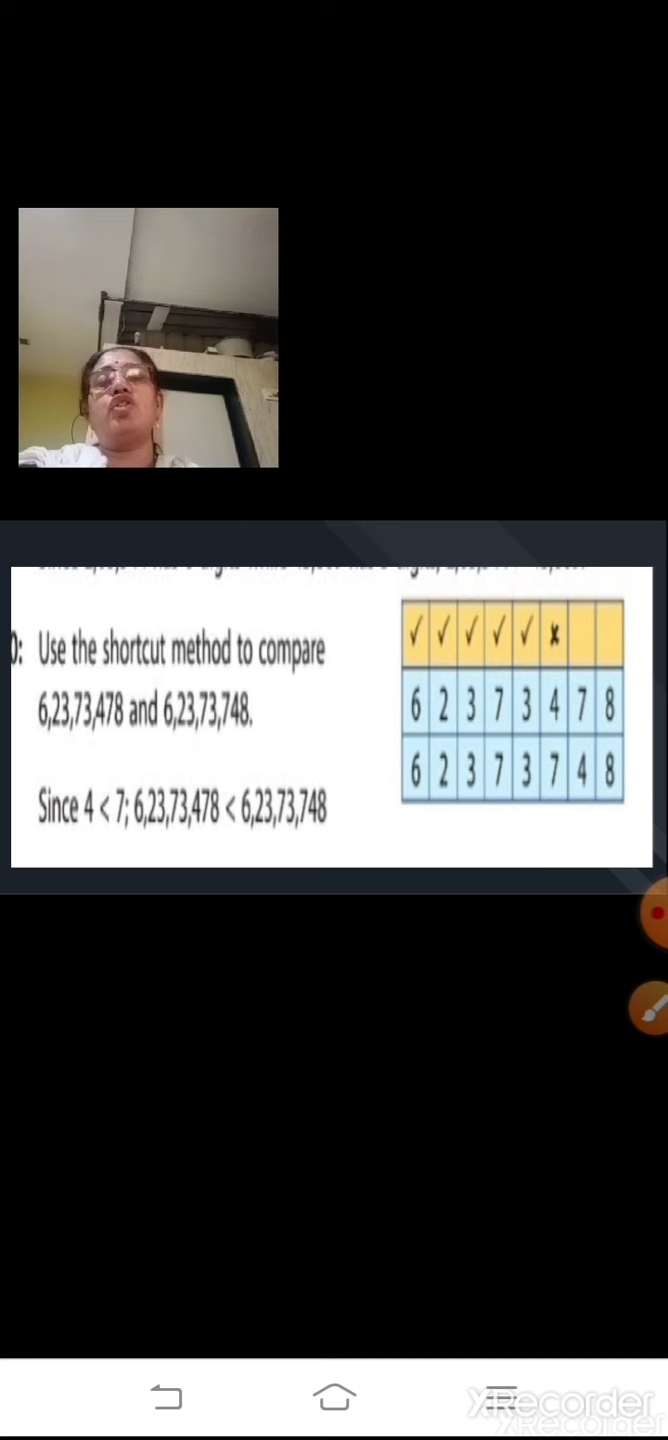 0: Use the shortcut method to compare
6,23,73,478 and 6,23,73,748.
Since 4 < 7; 6,23,73,478 < 6,23,73,748
✓ ✓ ✓ ✓ ✓ ×
6 2 3 7 3 4 7 8
6 2 3 7 3 7 4 8
XRecorder
XRecorder